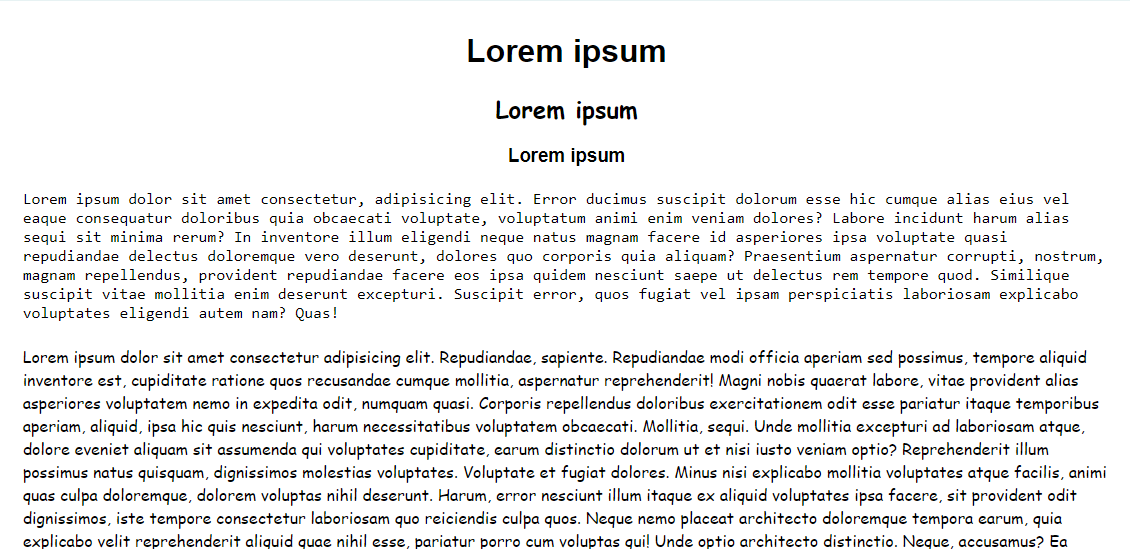 Lorem ipsum
Lorem ipsum
Lorem ipsum
Lorem ipsum dolor sit amet consectetur, adipisicing elit. Error ducimus suscipit dolorum esse hic cumque alias eius vel
eaque consequatur doloribus quia obcaecati voluptate, voluptatum animi enim veniam dolores? Labore incidunt harum alias
sequi sit minima rerum? In inventore illum eligendi neque natus magnam facere id asperiores ipsa voluptate quasi
repudiandae delectus doloremque vero deserunt, dolores quo corporis quia aliquam? Praesentium aspernatur corrupti, nostrum,
magnam repellendus, provident repudiandae facere eos ipsa quidem nesciunt saepe ut delectus rem tempore quod. Similique
suscipit vitae mollitia enim deserunt excepturi. Suscipit error, quos fugiat vel ipsam perspiciatis laboriosam explicabo
voluptates eligendi autem nam? Quas!
Lorem ipsum dolor sit amet consectetur adipisicing elit. Repudiandae, sapiente. Repudiandae modi officia aperiam sed possimus, tempore aliquid
inventore est, cupiditate ratione quos recusandae cumque mollitia, aspernatur reprehenderit! Magni nobis quaerat labore, vitae provident alias
asperiores voluptatem nemo in expedita odit, numquam quasi. Corporis repellendus doloribus exercitationem odit esse pariatur itaque temporibus
aperiam, aliquid, ipsa hic quis nesciunt, harum necessitatibus voluptatem obcaecati. Mollitia, sequi. Unde mollitia excepturi ad laboriosam atque,
dolore eveniet aliquam sit assumenda qui voluptates cupiditate, earum distinctio dolorum ut et nisi iusto veniam optio? Reprehenderit illum
possimus natus quisquam, dignissimos molestias voluptates. Voluptate et fugiat dolores. Minus nisi explicabo mollitia voluptates atque facilis, animi
quas culpa doloremque, dolorem voluptas nihil deserunt. Harum, error nesciunt illum itaque ex aliquid voluptates ipsa facere, sit provident odit
dignissimos, iste tempore consectetur laboriosam quo reiciendis culpa quos. Neque nemo placeat architecto doloremque tempora earum, quia
explicabo velit reprehenderit aliquid quae nihil esse, pariatur porro cum voluptas qui! Unde optio architecto distinctio. Neque, accusamus? Ea